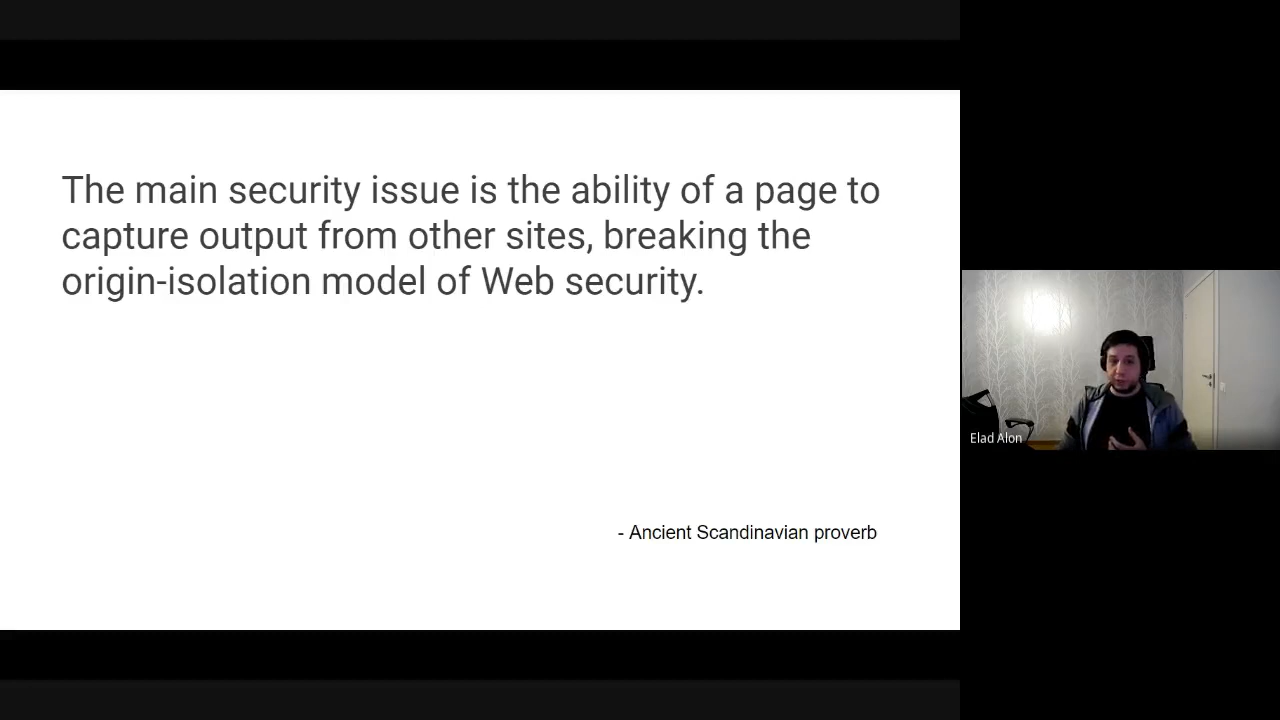 The main security issue is the ability of a page to
capture output from other sites, breaking the
origin-isolation model of Web security.
- Ancient Scandinavian proverb
Elad Alon